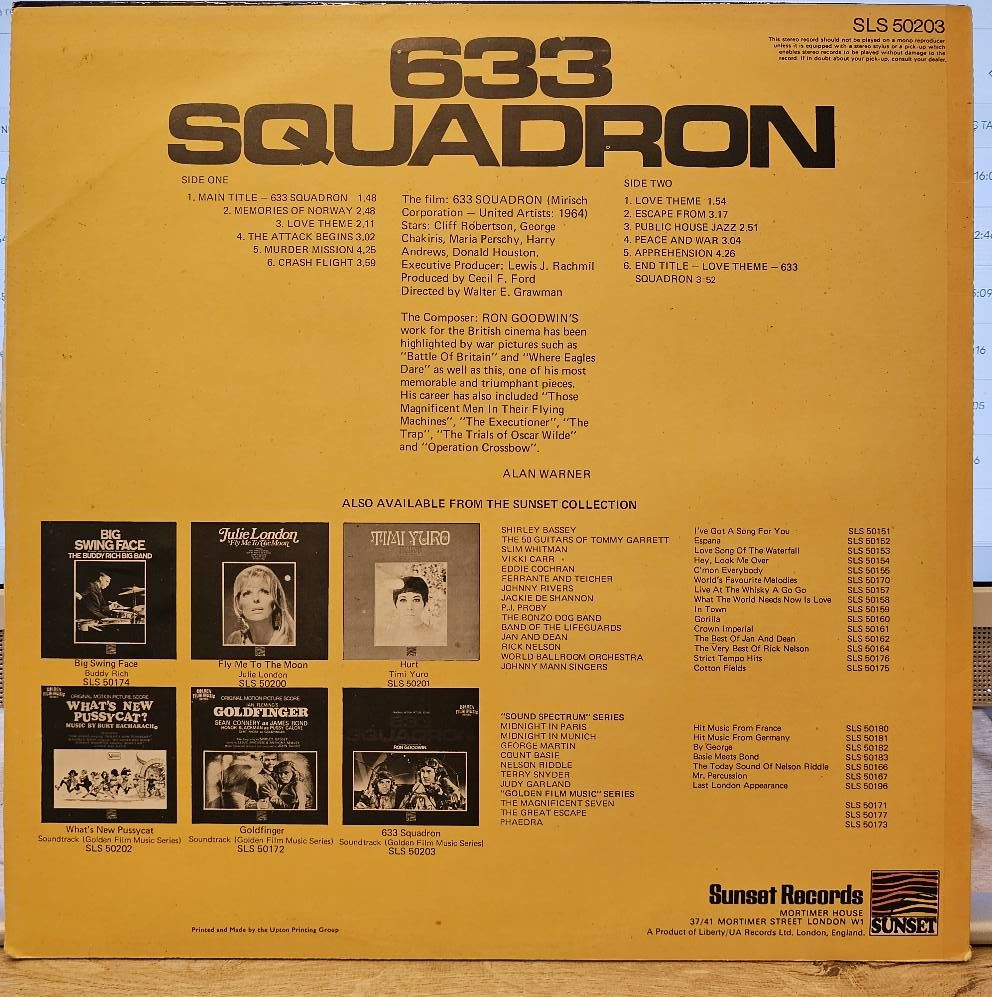 SLS 50203
This stereo record should not be played on a mono reproducer
unless it is equipped with a stereo stylus or a pick-up which
enables stereo records to be played without damage to the
record. If in doubt about your pick-up, consult your dealer.
633
SQUADRON
SIDE ONE
1. MAIN TITLE – 633 SQUADRON 1.48
2. MEMORIES OF NORWAY 2.48
3. LOVE THEME 2.11
4. THE ATTACK BEGINS 3.02
5. MURDER MISSION 4.25
6. CRASH FLIGHT 3.59
The film: 633 SQUADRON (Mirisch
Corporation – United Artists: 1964)
Stars: Cliff Robertson, George
Chakiris, Maria Perschy, Harry
Andrews, Donald Houston.
Executive Producer: Lewis J. Rachmil
Produced by Cecil F. Ford
Directed by Walter E. Grawman
The Composer: RON GOODWIN'S
work for the British cinema has been
highlighted by war pictures such as
"Battle Of Britain" and "Where Eagles
Dare" as well as this, one of his most
memorable and triumphant pieces.
His career has also included "Those
Magnificent Men In Their Flying
Machines", "The Executioner", "The
Trap", "The Trials of Oscar Wilde"
and "Operation Crossbow".
ALAN WARNER
SIDE TWO
1. LOVE THEME 1.54
2. ESCAPE FROM 3.17
3. PUBLIC HOUSE JAZZ 2.51
4. PEACE AND WAR 3.04
5. APPREHENSION 4.26
6. END TITLE – LOVE THEME – 633
SQUADRON 3 52
ALSO AVAILABLE FROM THE SUNSET COLLECTION
BIG
SWING FACE
THE BUDDY RICH BIG BAND
Big Swing Face
Buddy Rich
SLS 50174
Julie London
Fly Me To The Moon
Fly Me To The Moon
Julie London
SLS 50200
TIMI YURO
Hurt
Timi Yuro
SLS 50201
ORIGINAL MOTION PICTURE SCORE
WHAT'S NEW
PUSSYCAT?
MUSIC BY BURT BACHARACH
What's New Pussycat
Soundtrack (Golden Film Music Series)
SLS 50202
ORIGINAL MOTION PICTURE SCORE
IAN FLEMING'S
GOLDFINGER
SEAN CONNERY AS JAMES BOND
HONOR BLACKMAN AS PUSSY GALORE
Goldfinger
Soundtrack (Golden Film Music Series)
SLS 50172
633
SQUADRON
RON GOODWIN
633 Squadron
Soundtrack (Golden Film Music Series)
SLS 50203
SHIRLEY BASSEY I've Got A Song For You SLS 50151
THE 50 GUITARS OF TOMMY GARRETT Espana SLS 50152
SLIM WHITMAN Love Song Of The Waterfall SLS 50153
VIKKI CARR Hey, Look Me Over SLS 50154
EDDIE COCHRAN C'mon Everybody SLS 50155
FERRANTE AND TEICHER World's Favourite Melodies SLS 50170
JOHNNY RIVERS Live At The Whisky A Go Go SLS 50157
JACKIE DE SHANNON What The World Needs Now Is Love SLS 50158
P.J. PROBY In Town SLS 50159
THE BONZO DOG BAND Gorilla SLS 50160
BAND OF THE LIFEGUARDS Crown Imperial SLS 50161
JAN AND DEAN The Best Of Jan And Dean SLS 50162
RICK NELSON The Very Best Of Rick Nelson SLS 50164
WORLD BALLROOM ORCHESTRA Strict Tempo Hits SLS 50176
JOHNNY MANN SINGERS Cotton Fields SLS 50175
"SOUND SPECTRUM" SERIES
MIDNIGHT IN PARIS Hit Music From France SLS 50180
MIDNIGHT IN MUNICH Hit Music From Germany SLS 50181
GEORGE MARTIN By George SLS 50182
COUNT BASIE Basie Meets Bond SLS 50183
NELSON RIDDLE The Today Sound Of Nelson Riddle SLS 50166
TERRY SNYDER Mr. Percussion SLS 50167
JUDY GARLAND Last London Appearance SLS 50196
"GOLDEN FILM MUSIC" SERIES
THE MAGNIFICENT SEVEN SLS 50171
THE GREAT ESCAPE SLS 50177
PHAEDRA SLS 50173
Sunset Records
MORTIMER HOUSE
37/41 MORTIMER STREET LONDON W1
A Product of Liberty/UA Records Ltd. London, England.
SUNSET
Printed and Made by the Upton Printing Group